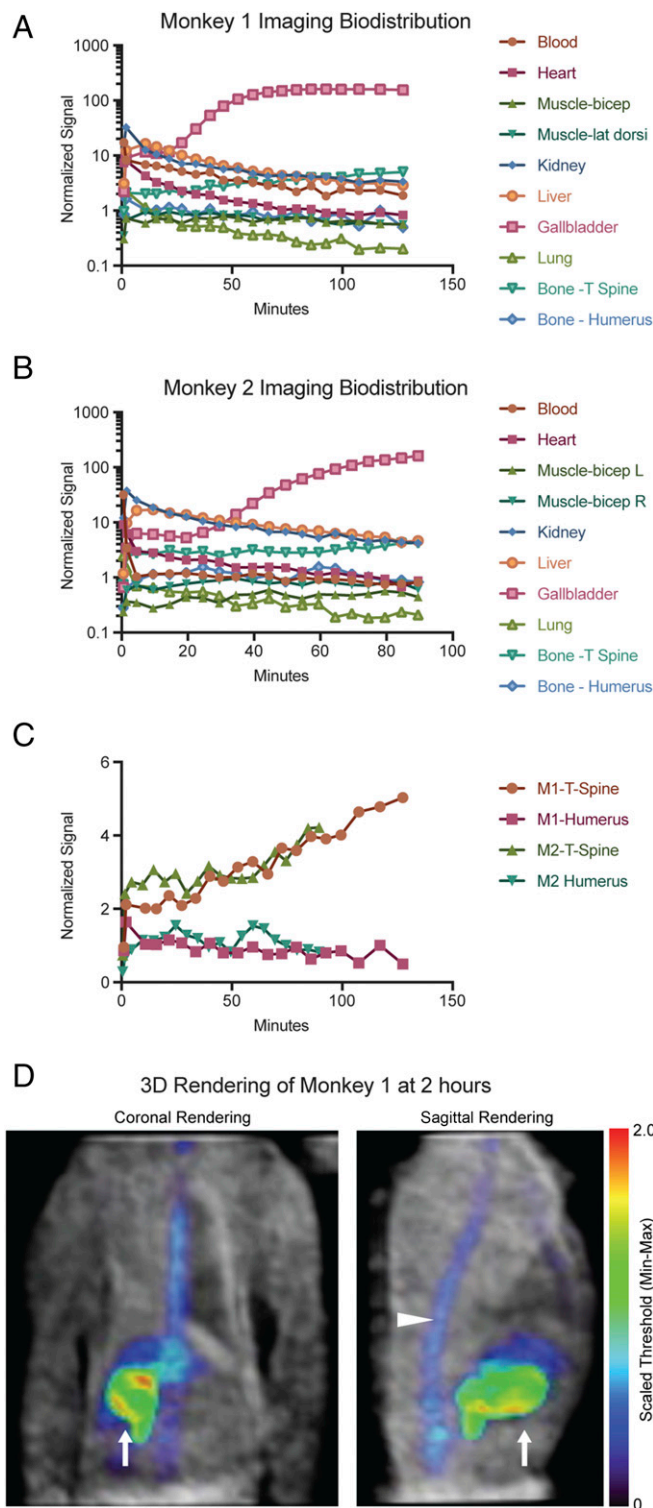 A
Monkey 1 Imaging Biodistribution
Normalized Signal
1000
100
10
1
0.1
0
50
100
150
Minutes
Blood
Heart
Muscle-bicep
Muscle-lat dorsi
Kidney
Liver
Gallbladder
Lung
Bone -T Spine
Bone - Humerus
B
Monkey 2 Imaging Biodistribution
Normalized Signal
1000
100
10
1
0.1
0
20
40
60
80
100
Minutes
Blood
Heart
Muscle-bicep L
Muscle-bicep R
Kidney
Liver
Gallbladder
Lung
Bone -T Spine
Bone - Humerus
C
Normalized Signal
6
4
2
0
0
50
100
150
Minutes
M1-T-Spine
M1-Humerus
M2-T-Spine
M2 Humerus
D
3D Rendering of Monkey 1 at 2 hours
Coronal Rendering
Sagittal Rendering
2.0
Scaled Threshold (Min-Max)
0